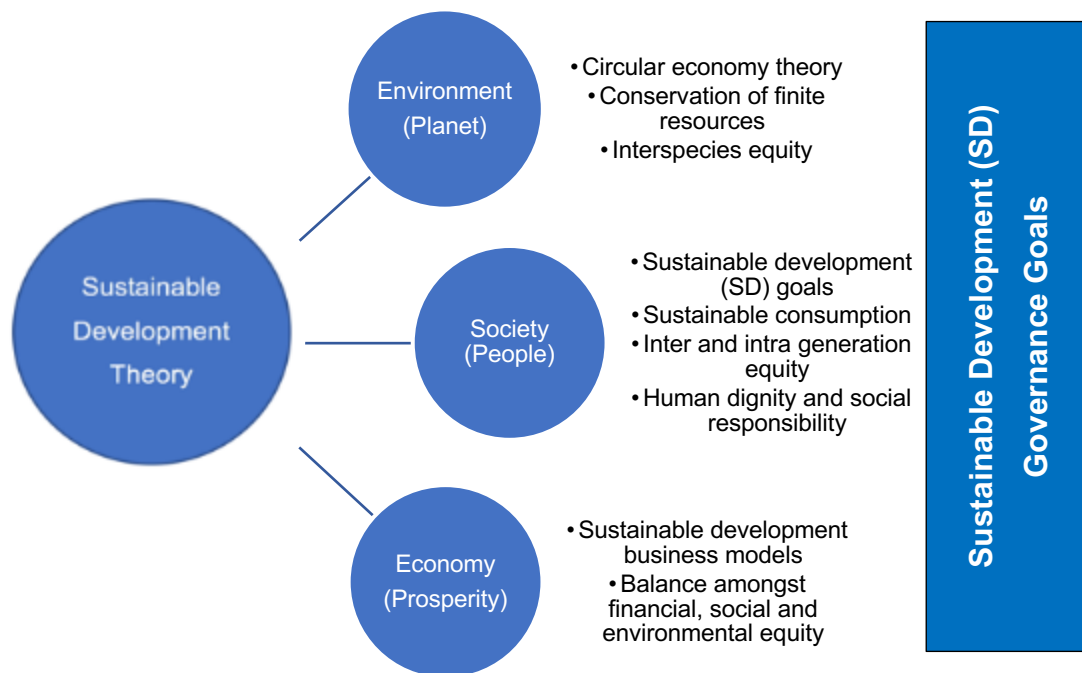 Sustainable
Development
Theory
Environment
(Planet)
• Circular economy theory
• Conservation of finite
resources
• Interspecies equity
Society
(People)
• Sustainable development
(SD) goals
• Sustainable consumption
• Inter and intra generation
equity
• Human dignity and social
responsibility
Economy
(Prosperity)
• Sustainable development
business models
• Balance amongst
financial, social and
environmental equity
Sustainable Development (SD)
Governance Goals